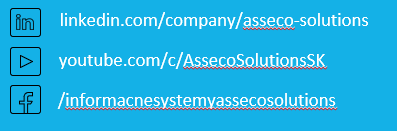 linkedin.com/company/asseco-solutions
youtube.com/c/AssecoSolutionsSK
/informacnesystemyassecosolutions